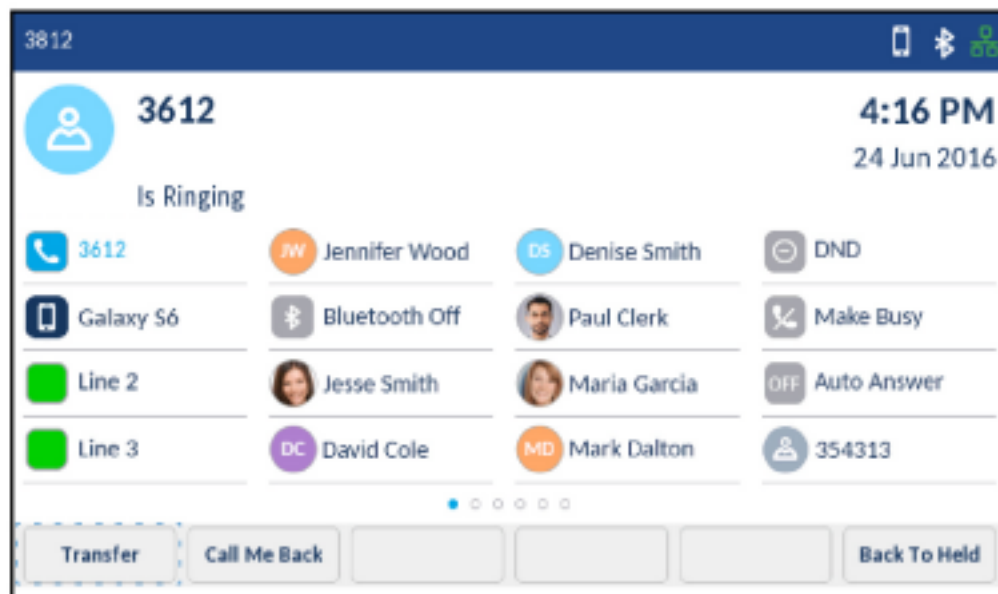 3812
3612
4:16 PM
24 Jun 2016
Is Ringing
3612
JW Jennifer Wood
DS Denise Smith
DND
Galaxy S6
Bluetooth Off
Paul Clerk
Make Busy
Line 2
Jesse Smith
Maria Garcia
OFF Auto Answer
Line 3
DC David Cole
MD Mark Dalton
354313
Transfer
Call Me Back
Back To Held